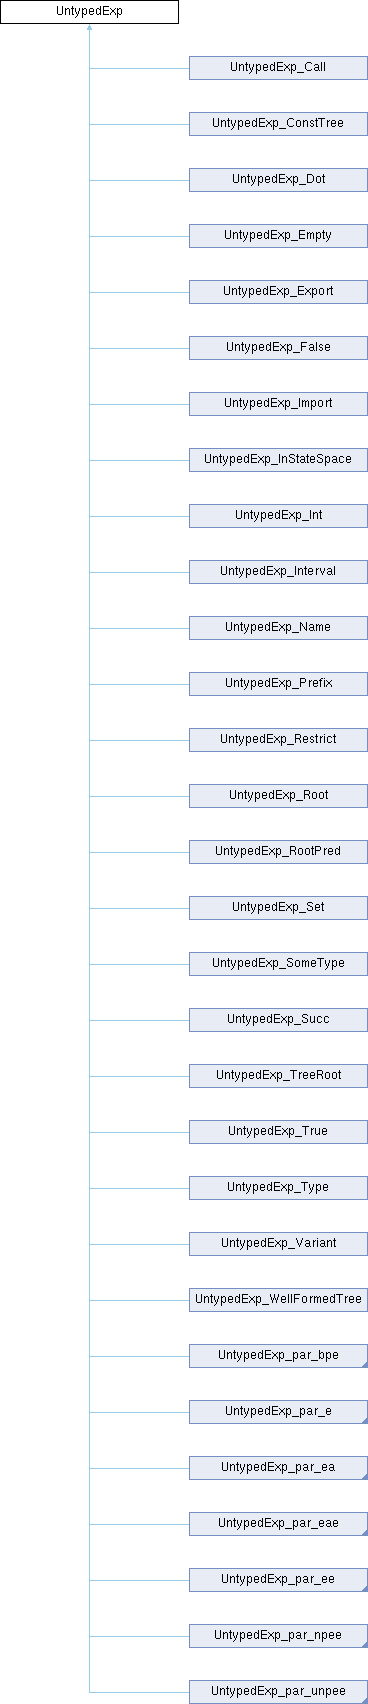 UntypedExp
UntypedExp_Call
UntypedExp_ConstTree
UntypedExp_Dot
UntypedExp_Empty
UntypedExp_Export
UntypedExp_False
UntypedExp_Import
UntypedExp_InStateSpace
UntypedExp_Int
UntypedExp_Interval
UntypedExp_Name
UntypedExp_Prefix
UntypedExp_Restrict
UntypedExp_Root
UntypedExp_RootPred
UntypedExp_Set
UntypedExp_SomeType
UntypedExp_Succ
UntypedExp_TreeRoot
UntypedExp_True
UntypedExp_Type
UntypedExp_Variant
UntypedExp_WellFormedTree
UntypedExp_par_bpe
UntypedExp_par_e
UntypedExp_par_ea
UntypedExp_par_eae
UntypedExp_par_ee
UntypedExp_par_npee
UntypedExp_par_unpee